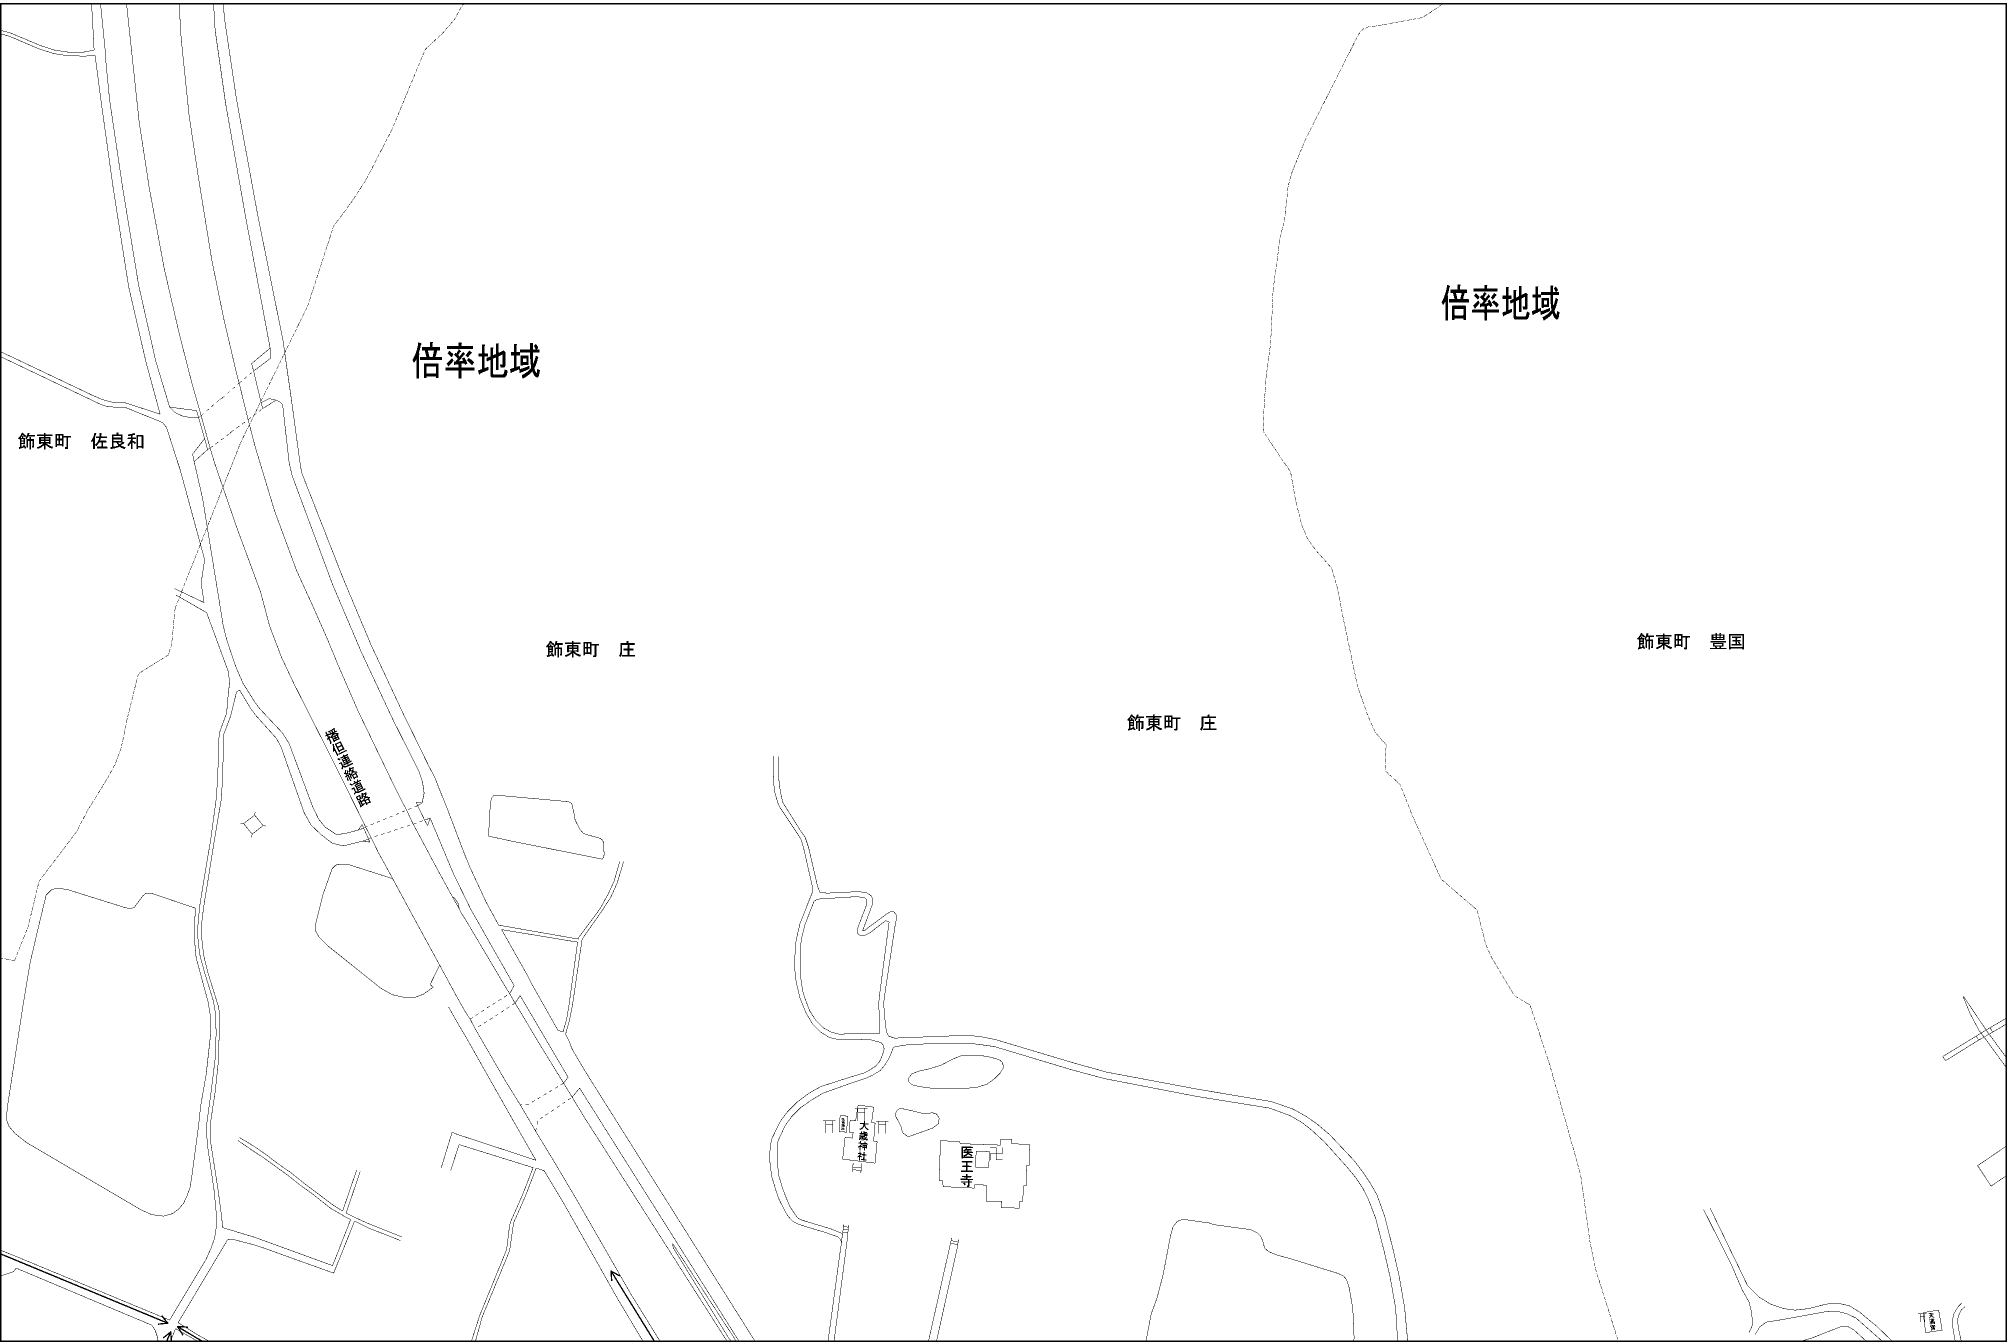 倍率地域
倍率地域
飾東町　佐良和
飾東町　庄
飾東町　豊国
飾東町　庄
播但連絡道路
大歳神社
医王寺